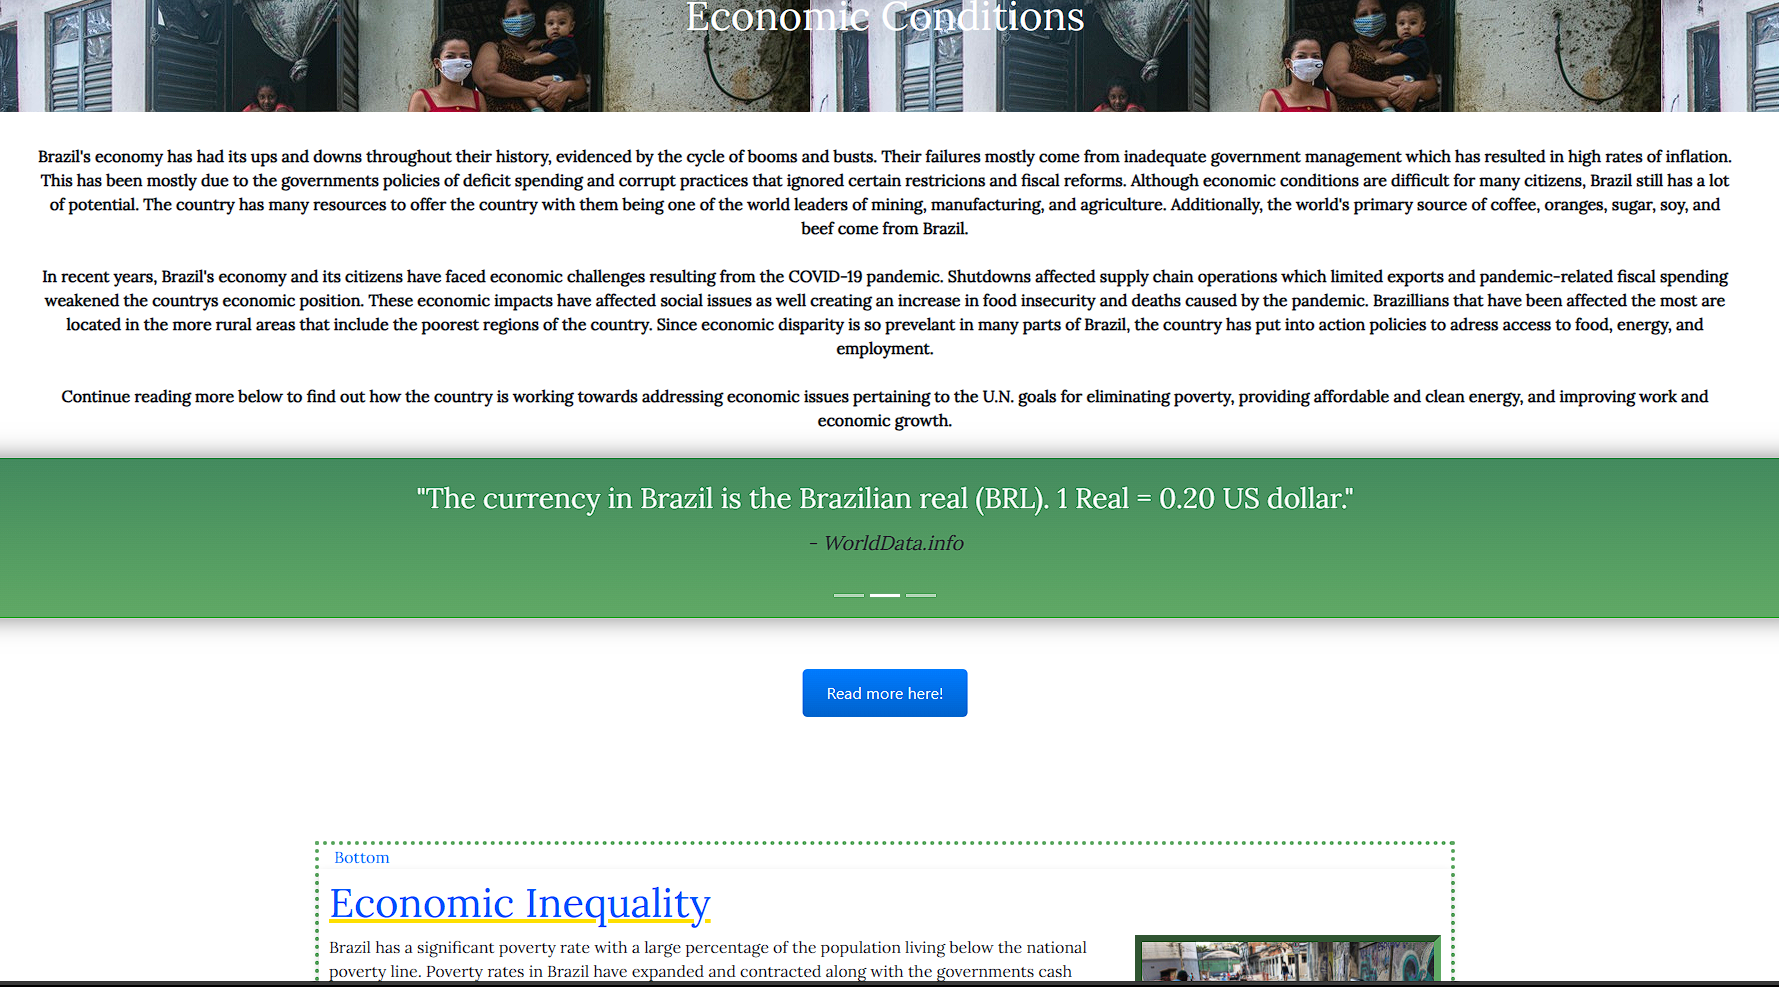 Economic Conditions
Brazil's economy has had its ups and downs throughout their history, evidenced by the cycle of booms and busts. Their failures mostly come from inadequate government management which has resulted in high rates of inflation.
This has been mostly due to the governments policies of deficit spending and corrupt practices that ignored certain restricions and fiscal reforms. Although economic conditions are difficult for many citizens, Brazil still has a lot
of potential. The country has many resources to offer the country with them being one of the world leaders of mining, manufacturing, and agriculture. Additionally, the world's primary source of coffee, oranges, sugar, soy, and
beef come from Brazil.
In recent years, Brazil's economy and its citizens have faced economic challenges resulting from the COVID-19 pandemic. Shutdowns affected supply chain operations which limited exports and pandemic-related fiscal spending
weakened the countrys economic position. These economic impacts have affected social issues as well creating an increase in food insecurity and deaths caused by the pandemic. Brazillians that have been affected the most are
located in the more rural areas that include the poorest regions of the country. Since economic disparity is so prevelant in many parts of Brazil, the country has put into action policies to adress access to food, energy, and
employment.
Continue reading more below to find out how the country is working towards addressing economic issues pertaining to the U.N. goals for eliminating poverty, providing affordable and clean energy, and improving work and
economic growth.
"The currency in Brazil is the Brazilian real (BRL). 1 Real = 0.20 US dollar."
- WorldData.info
Read more here!
Bottom
Economic Inequality
Brazil has a significant poverty rate with a large percentage of the population living below the national
poverty line. Poverty rates in Brazil have expanded and contracted along with the governments cash